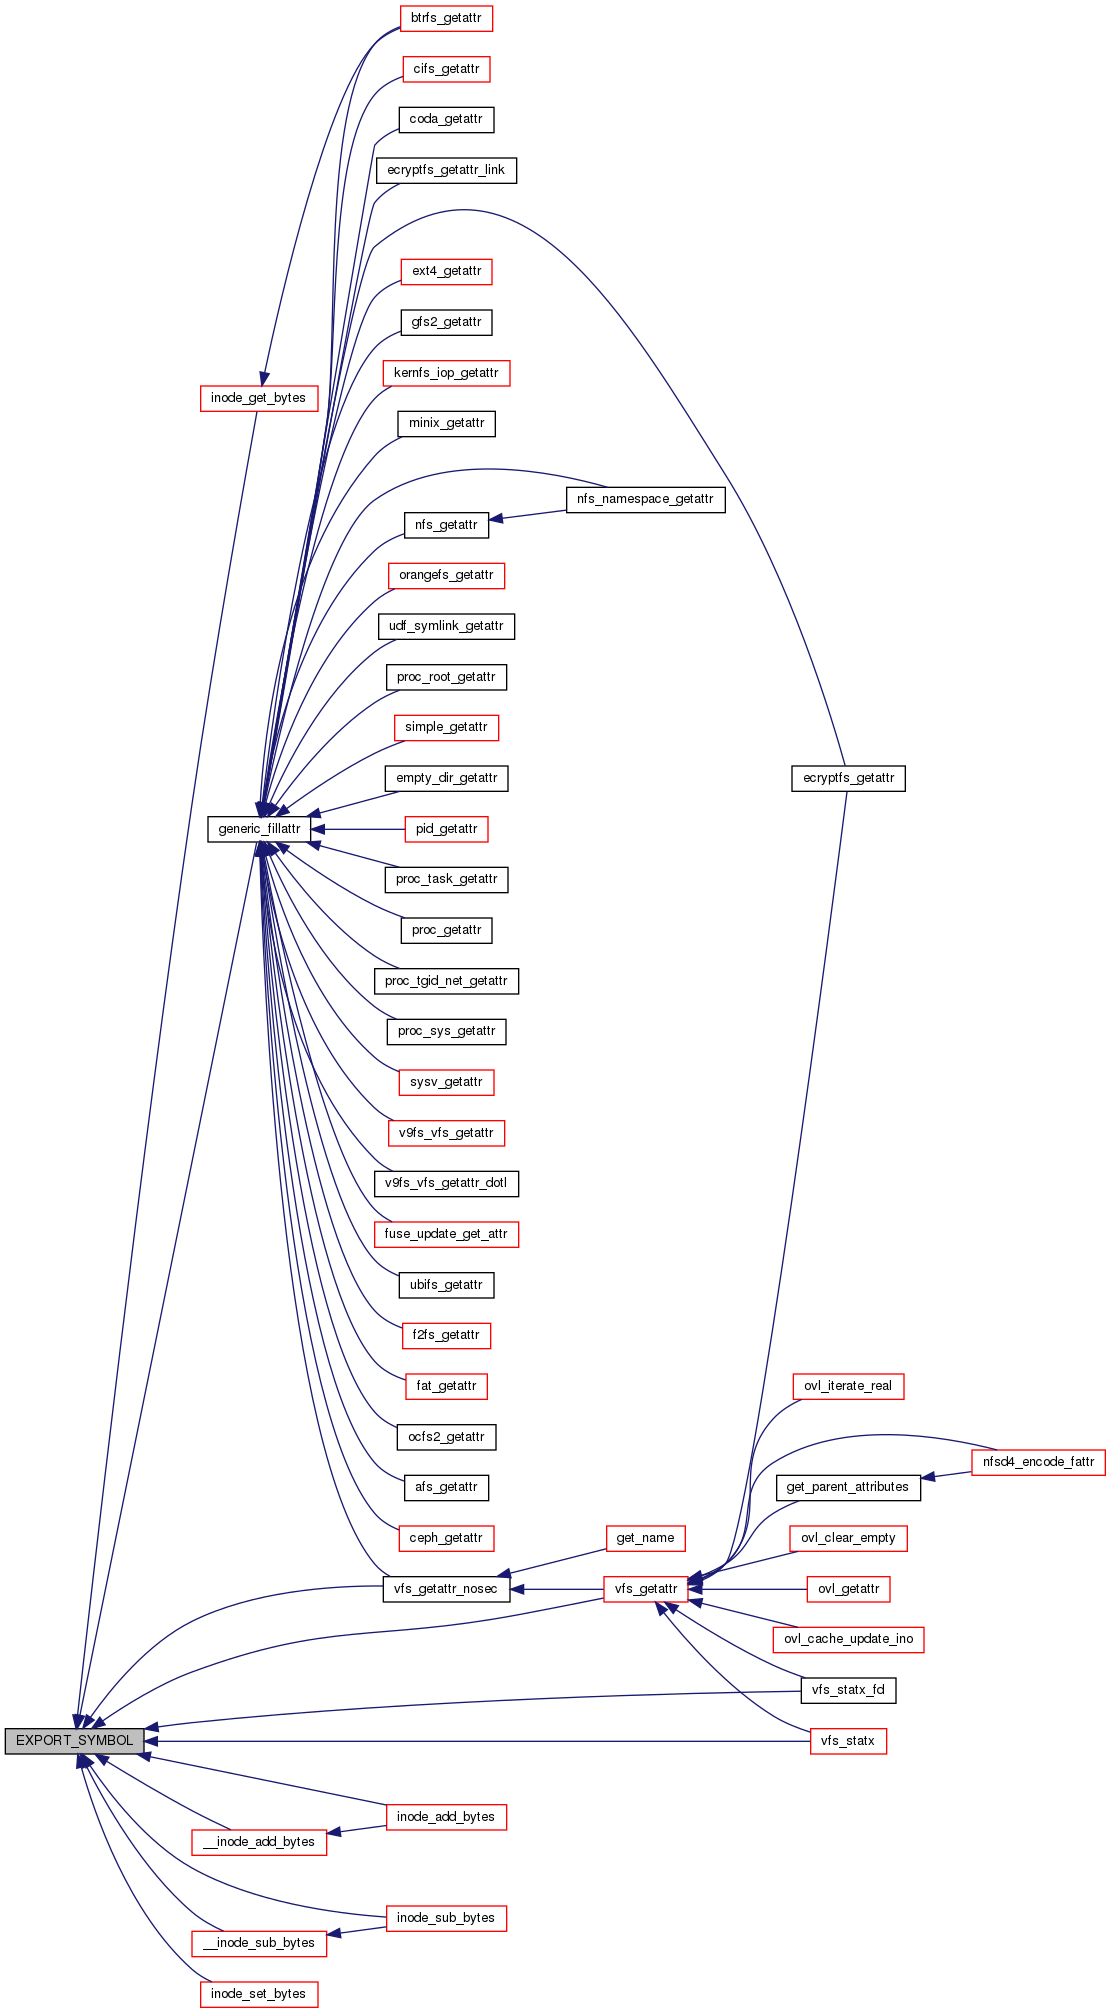 btrfs_getattr
cifs_getattr
coda_getattr
ecryptfs_getattr_link
ext4_getattr
gfs2_getattr
kernfs_iop_getattr
inode_get_bytes
minix_getattr
nfs_namespace_getattr
nfs_getattr
orangefs_getattr
udf_symlink_getattr
proc_root_getattr
simple_getattr
empty_dir_getattr
ecryptfs_getattr
generic_fillattr
pid_getattr
proc_task_getattr
proc_getattr
proc_tgid_net_getattr
proc_sys_getattr
sysv_getattr
v9fs_vfs_getattr
v9fs_vfs_getattr_dotl
fuse_update_get_attr
ubifs_getattr
f2fs_getattr
fat_getattr
ovl_iterate_real
ocfs2_getattr
nfsd4_encode_fattr
afs_getattr
get_parent_attributes
ceph_getattr
get_name
ovl_clear_empty
vfs_getattr_nosec
vfs_getattr
ovl_getattr
ovl_cache_update_ino
vfs_statx_fd
EXPORT_SYMBOL
vfs_statx
inode_add_bytes
__inode_add_bytes
inode_sub_bytes
__inode_sub_bytes
inode_set_bytes